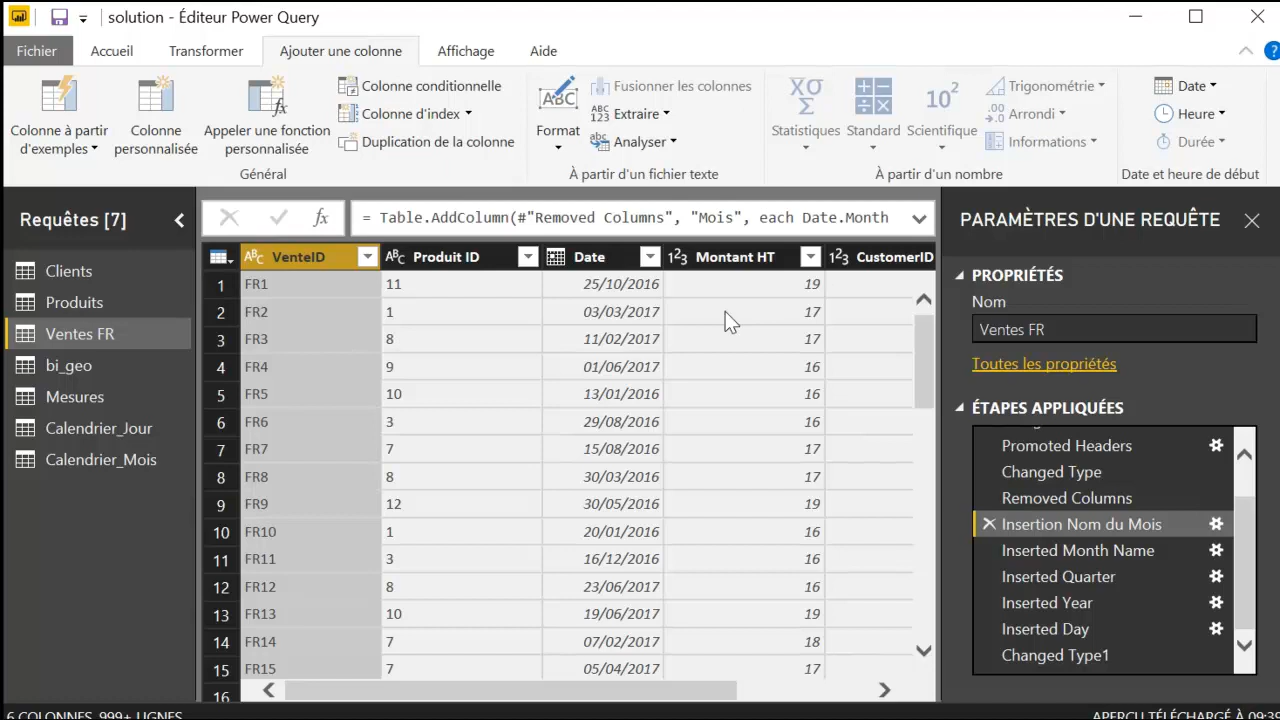 solution - Éditeur Power Query
Fichier Accueil Transformer Ajouter une colonne Affichage Aide
Colonne à partir d'exemples
Colonne personnalisée
Appeler une fonction personnalisée
Colonne conditionnelle
Colonne d'index
Duplication de la colonne
Général
Format
Fusionner les colonnes
Extraire
Analyser
À partir d'un fichier texte
Statistiques
Standard
Scientifique
Trigonométrie
Arrondi
Informations
À partir d'un nombre
Date
Heure
Durée
Date et heure de début
Requêtes [7]
Clients
Produits
Ventes FR
bi_geo
Mesures
Calendrier_Jour
Calendrier_Mois
= Table.AddColumn(#"Removed Columns", "Mois", each Date.Month
VenteID Produit ID Date Montant HT CustomerID
1 FR1 11 25/10/2016 19
2 FR2 1 03/03/2017 17
3 FR3 8 11/02/2017 17
4 FR4 9 01/06/2017 16
5 FR5 10 13/01/2016 16
6 FR6 3 29/08/2016 16
7 FR7 7 15/08/2016 17
8 FR8 8 30/03/2016 17
9 FR9 12 30/05/2016 19
10 FR10 1 20/01/2016 16
11 FR11 3 16/12/2016 16
12 FR12 8 23/06/2017 16
13 FR13 10 19/06/2017 19
14 FR14 7 07/02/2017 18
15 FR15 7 05/04/2017 17
16
PARAMÈTRES D'UNE REQUÊTE
PROPRIÉTÉS
Nom
Ventes FR
Toutes les propriétés
ÉTAPES APPLIQUÉES
Promoted Headers
Changed Type
Removed Columns
Insertion Nom du Mois
Inserted Month Name
Inserted Quarter
Inserted Year
Inserted Day
Changed Type1
6 COLONNES, 999+ LIGNES
APERÇU TÉLÉCHARGÉ À 09:39